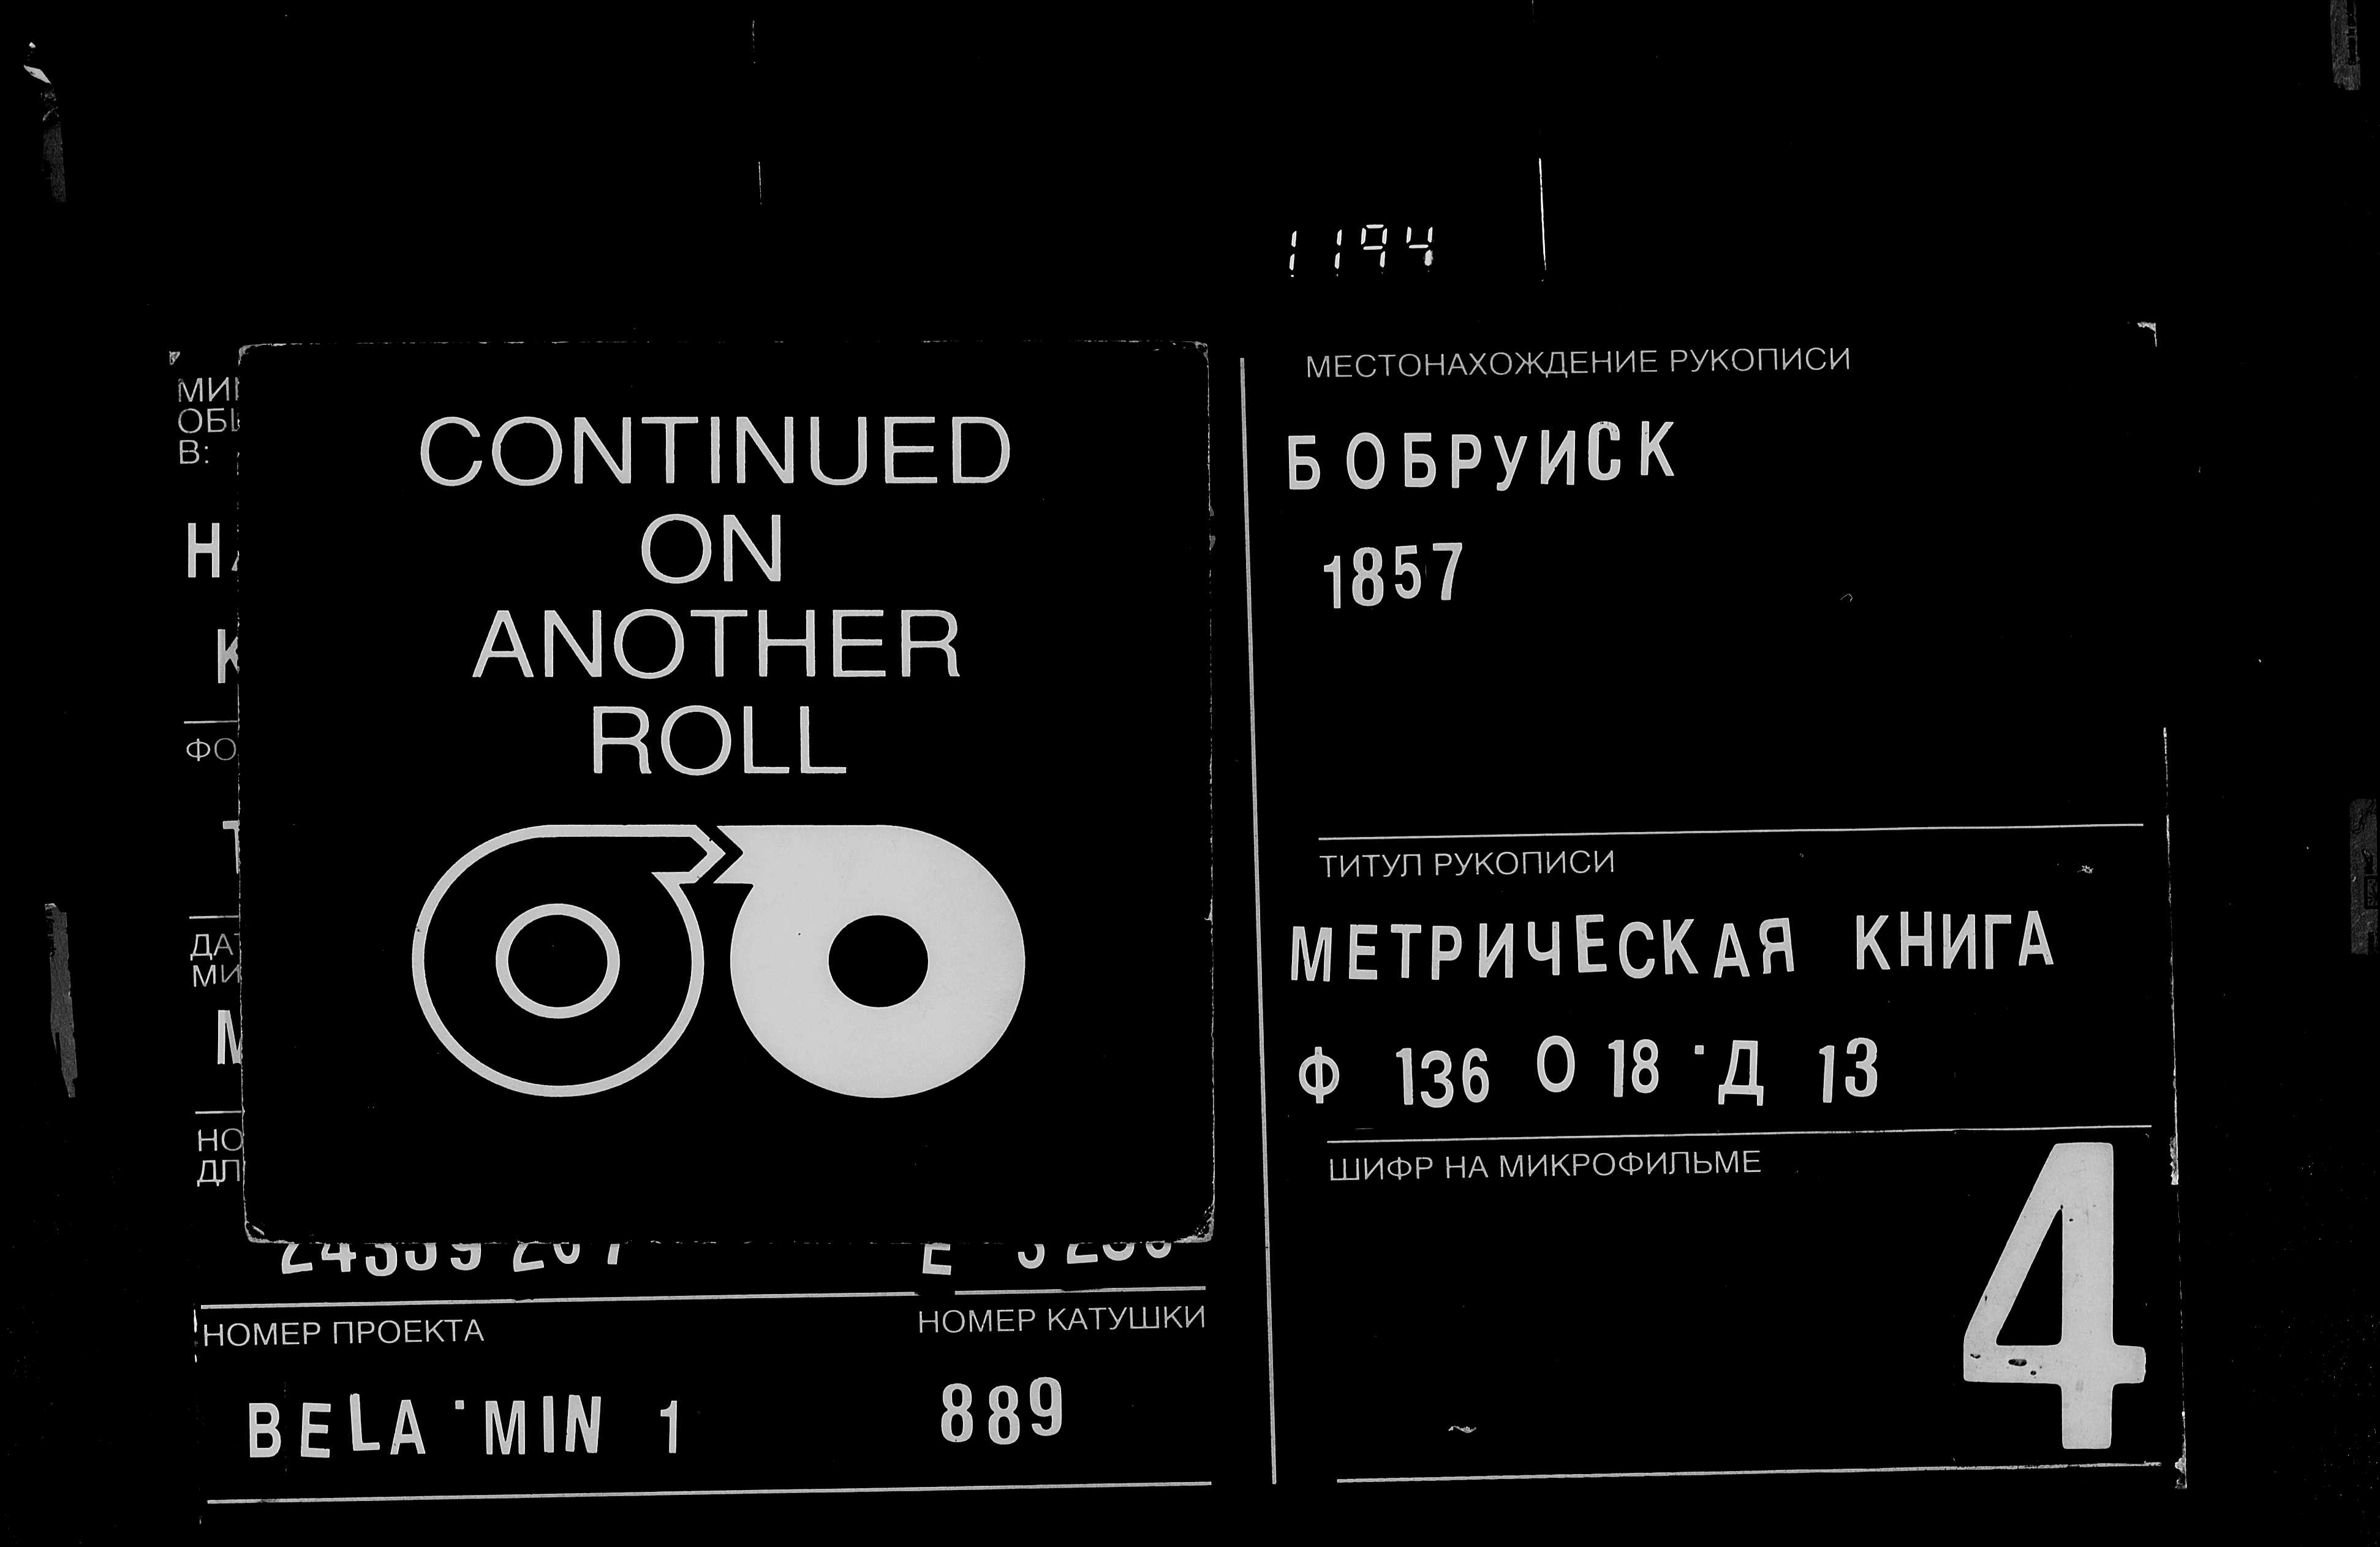 1194
CONTINUED
ON
ANOTHER
ROLL
В:
НОМЕР ПРОЕКТА
НОМЕР КАТУШКИ
BELA MIN 1
889
МЕСТОНАХОЖДЕНИЕ РУКОПИСИ
БОБРУИСК
1857
ТИТУЛ РУКОПИСИ
МЕТРИЧЕСКАЯ КНИГА
Ф 136 О 18 Д 13
ШИФР НА МИКРОФИЛЬМЕ
4